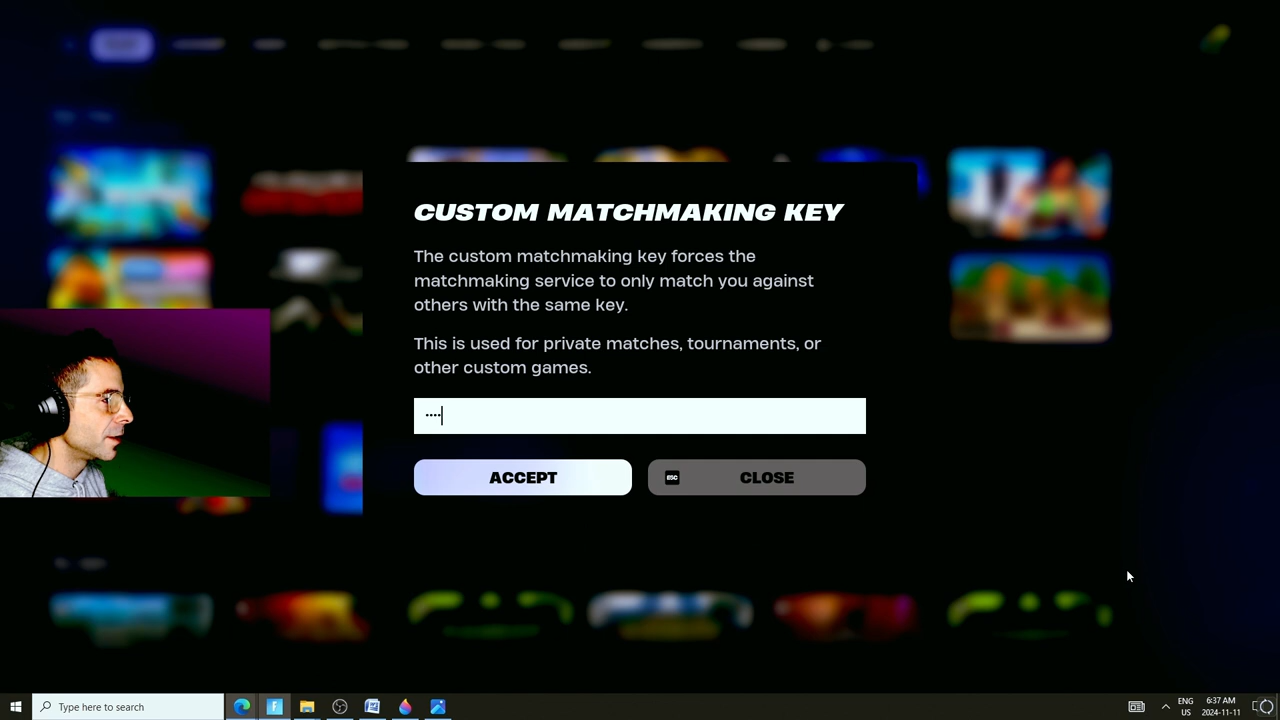 CUSTOM MATCHMAKING KEY
The custom matchmaking key forces the
matchmaking service to only match you against
others with the same key.
This is used for private matches, tournaments, or
other custom games.
••••
ACCEPT
ESC CLOSE
Type here to search
ENG
US
6:37 AM
2024-11-11